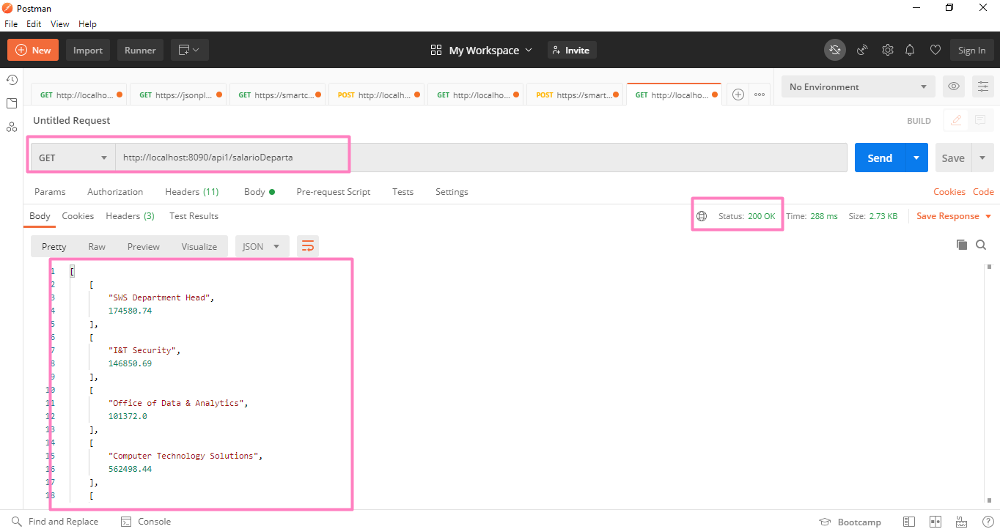 Postman
File Edit View Help
New Import Runner My Workspace Invite Sign In
GET http://localho... GET https://jsonpl... GET https://smartc... POST http://localh... GET http://localho... POST https://smart... GET http://localho... No Environment
Untitled Request BUILD
GET http://localhost:8090/api1/salarioDeparta Send Save
Params Authorization Headers (11) Body Pre-request Script Tests Settings Cookies Code
Body Cookies Headers (3) Test Results Status: 200 OK Time: 288 ms Size: 2.73 KB Save Response
Pretty Raw Preview Visualize JSON
1 [
2 [
3 "SWS Department Head",
4 174580.74
5 ],
6 [
7 "I&T Security",
8 146850.69
9 ],
10 [
11 "Office of Data & Analytics",
12 101372.0
13 ],
14 [
15 "Computer Technology Solutions",
16 562498.44
17 ],
18 [
Find and Replace Console Bootcamp